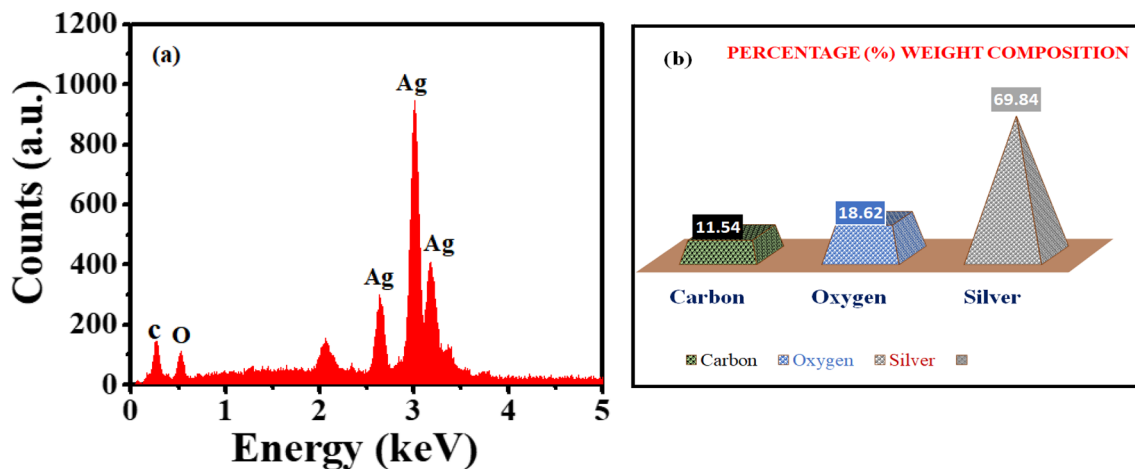 (a)
Counts (a.u.)
1200
1000
800
600
400
200
0
Ag
Ag
Ag
c
O
0
1
2
3
4
5
Energy (keV)
(b)
PERCENTAGE (%) WEIGHT COMPOSITION
69.84
18.62
11.54
Carbon
Oxygen
Silver
Carbon
Oxygen
Silver